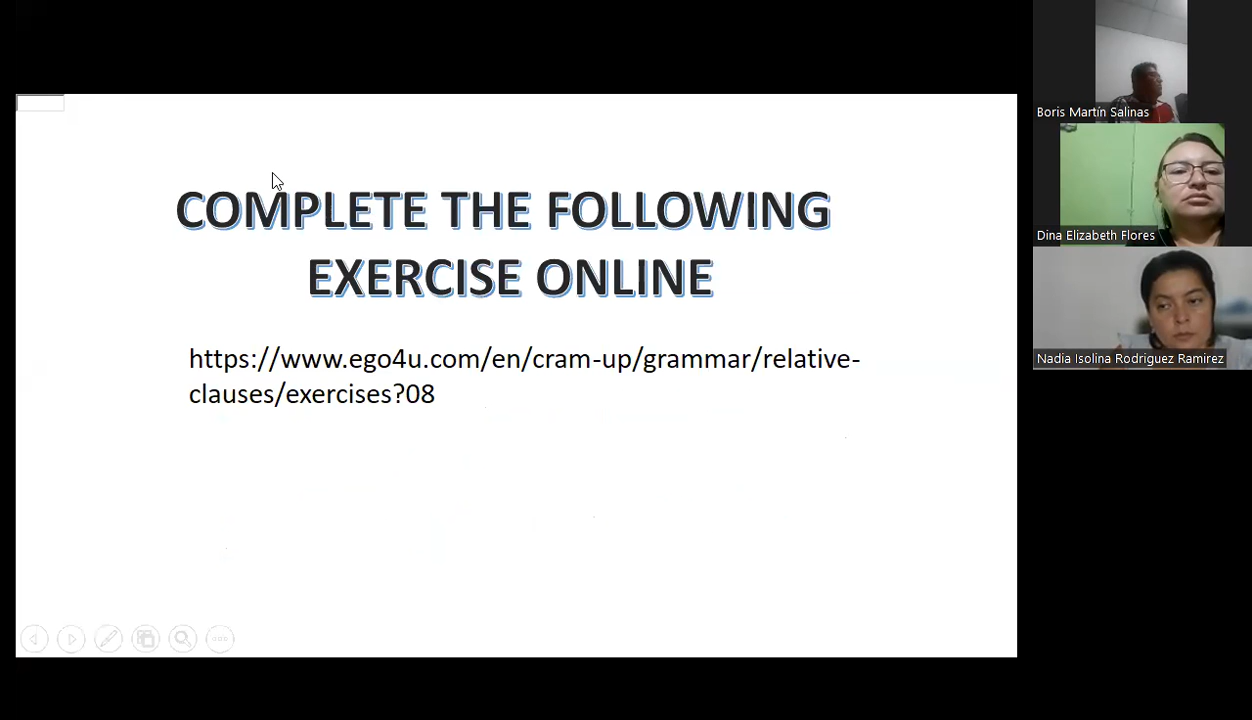 COMPLETE THE FOLLOWING
EXERCISE ONLINE
https://www.ego4u.com/en/cram-up/grammar/relative-
clauses/exercises?08
Boris Martín Salinas
Dina Elizabeth Flores
Nadia Isolina Rodriguez Ramirez